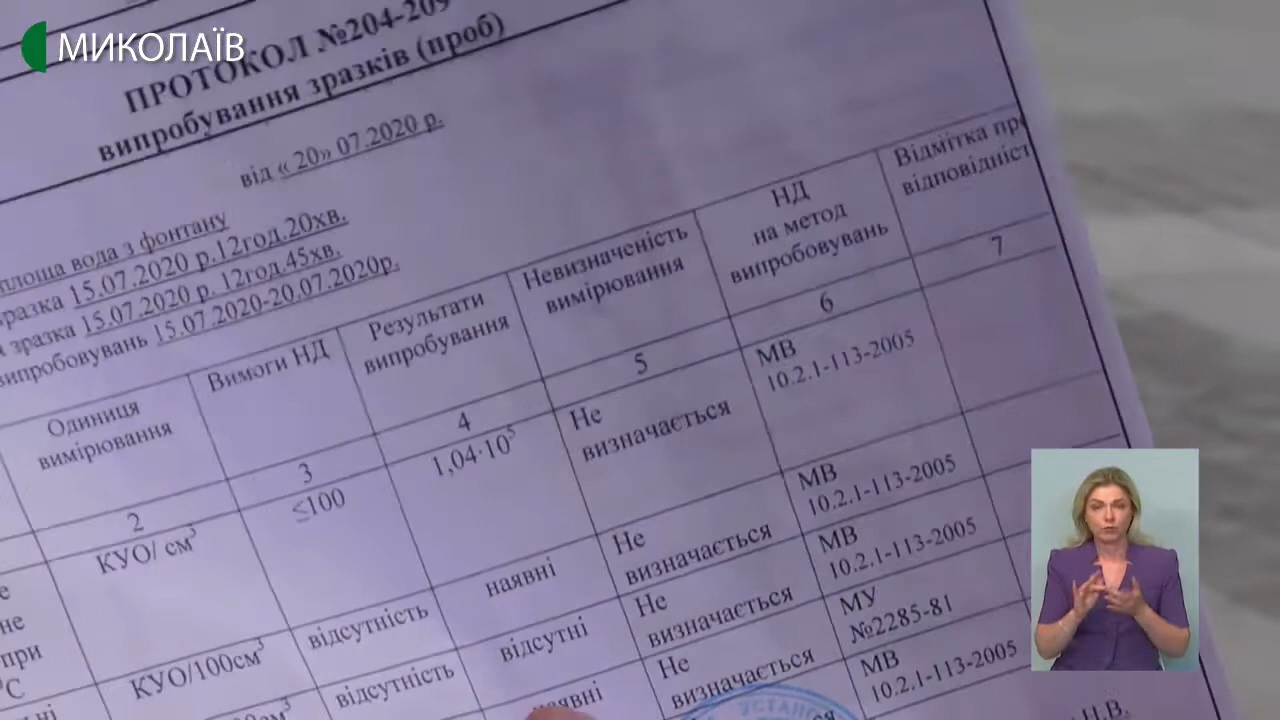 МИКОЛАЇВ
ПРОТОКОЛ №204-209
випробування зразків (проб)
від « 20» 07.2020 р.
площа вода з фонтану
зразка 15.07.2020 р.12год.20хв.
зразка 15.07.2020 р. 12год.45хв.
випробовувань 15.07.2020-20.07.2020р.
Одиниця
вимірювання
Вимоги НД
Результати
випробування
Невизначеність
вимірювання
НД
на метод
випробовувань
Відмітка
відповідніст
2
3
4
5
6
7
КУО/ см³
≤100
1,04·10⁵
Не
визначається
МВ
10.2.1-113-2005
не
при
°С
КУО/100см³
відсутність
наявні
Не
визначається
МВ
10.2.1-113-2005
відсутність
відсутні
Не
визначається
МВ
10.2.1-113-2005
наявні
Не
визначається
МУ
№2285-81
МВ
10.2.1-113-2005
УСТАНО